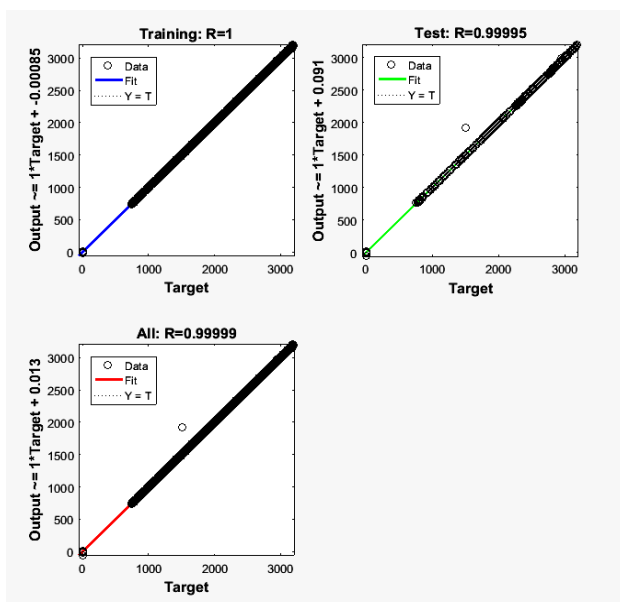 Training: R=1
Output ~= 1*Target + -0.00085
3000
2500
2000
1500
1000
500
0
Data
Fit
Y = T
0 1000 2000 3000
Target
Test: R=0.99995
Output ~= 1*Target + 0.091
3000
2500
2000
1500
1000
500
0
Data
Fit
Y = T
0 1000 2000 3000
Target
All: R=0.99999
Output ~= 1*Target + 0.013
3000
2500
2000
1500
1000
500
0
Data
Fit
Y = T
0 1000 2000 3000
Target